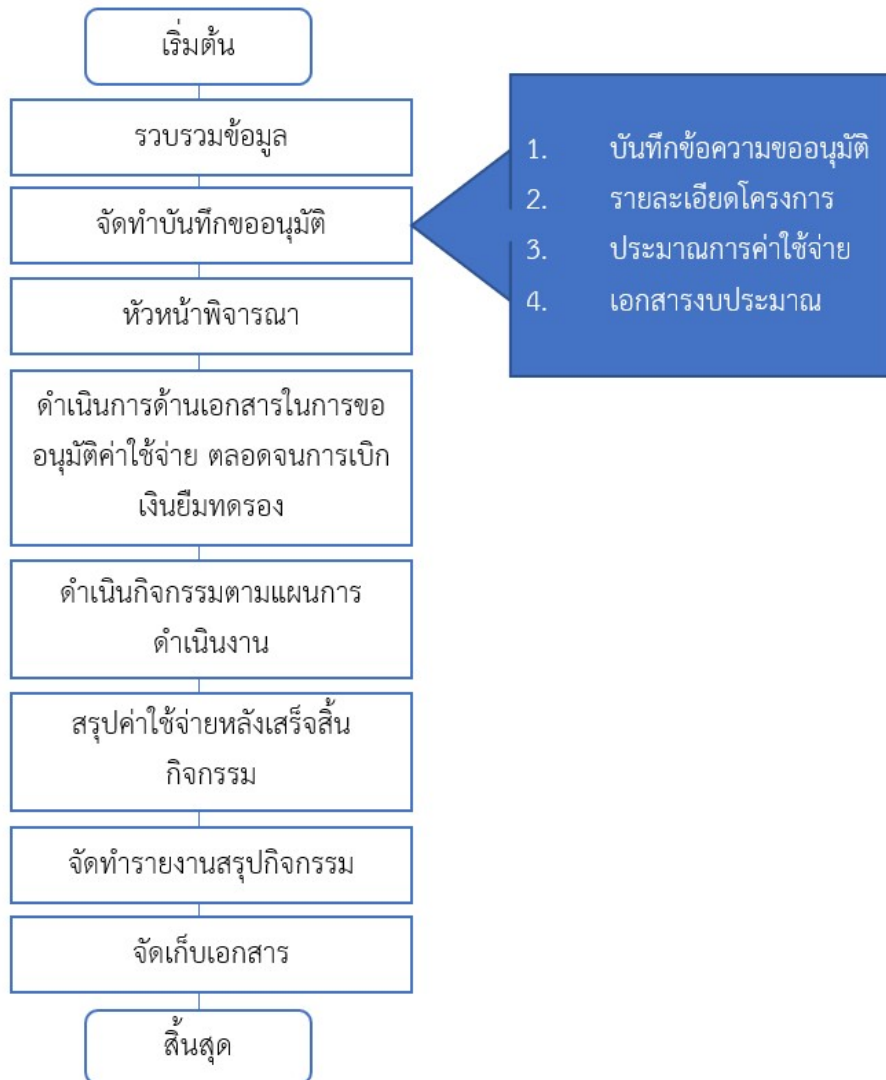 เริ่มต้น
รวบรวมข้อมูล
จัดทำบันทึกขออนุมัติ
1. บันทึกข้อความขออนุมัติ
2. รายละเอียดโครงการ
3. ประมาณการค่าใช้จ่าย
4. เอกสารงบประมาณ
หัวหน้าพิจารณา
ดำเนินการด้านเอกสารในการขอ
อนุมัติค่าใช้จ่าย ตลอดจนการเบิก
เงินยืมทดรอง
ดำเนินกิจกรรมตามแผนการ
ดำเนินงาน
สรุปค่าใช้จ่ายหลังเสร็จสิ้น
กิจกรรม
จัดทำรายงานสรุปกิจกรรม
จัดเก็บเอกสาร
สิ้นสุด